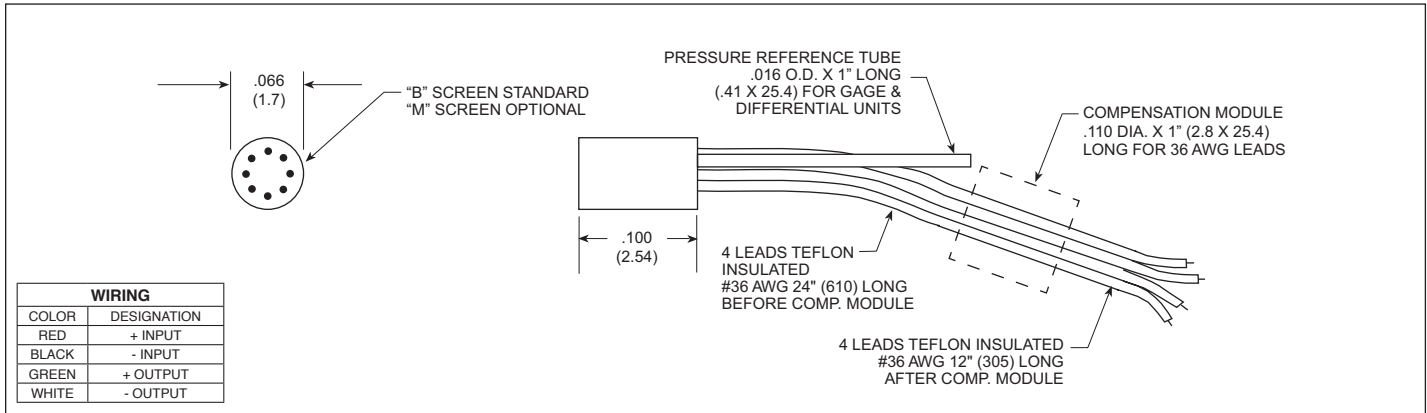 .066
(1.7)
“B” SCREEN STANDARD
“M” SCREEN OPTIONAL
PRESSURE REFERENCE TUBE
.016 O.D. X 1” LONG
(.41 X 25.4) FOR GAGE &
DIFFERENTIAL UNITS
COMPENSATION MODULE
.110 DIA. X 1” (2.8 X 25.4)
LONG FOR 36 AWG LEADS
.100
(2.54)
4 LEADS TEFLON
INSULATED
#36 AWG 24" (610) LONG
BEFORE COMP. MODULE
4 LEADS TEFLON INSULATED
#36 AWG 12" (305) LONG
AFTER COMP. MODULE
WIRING
COLOR DESIGNATION
RED + INPUT
BLACK - INPUT
GREEN + OUTPUT
WHITE - OUTPUT